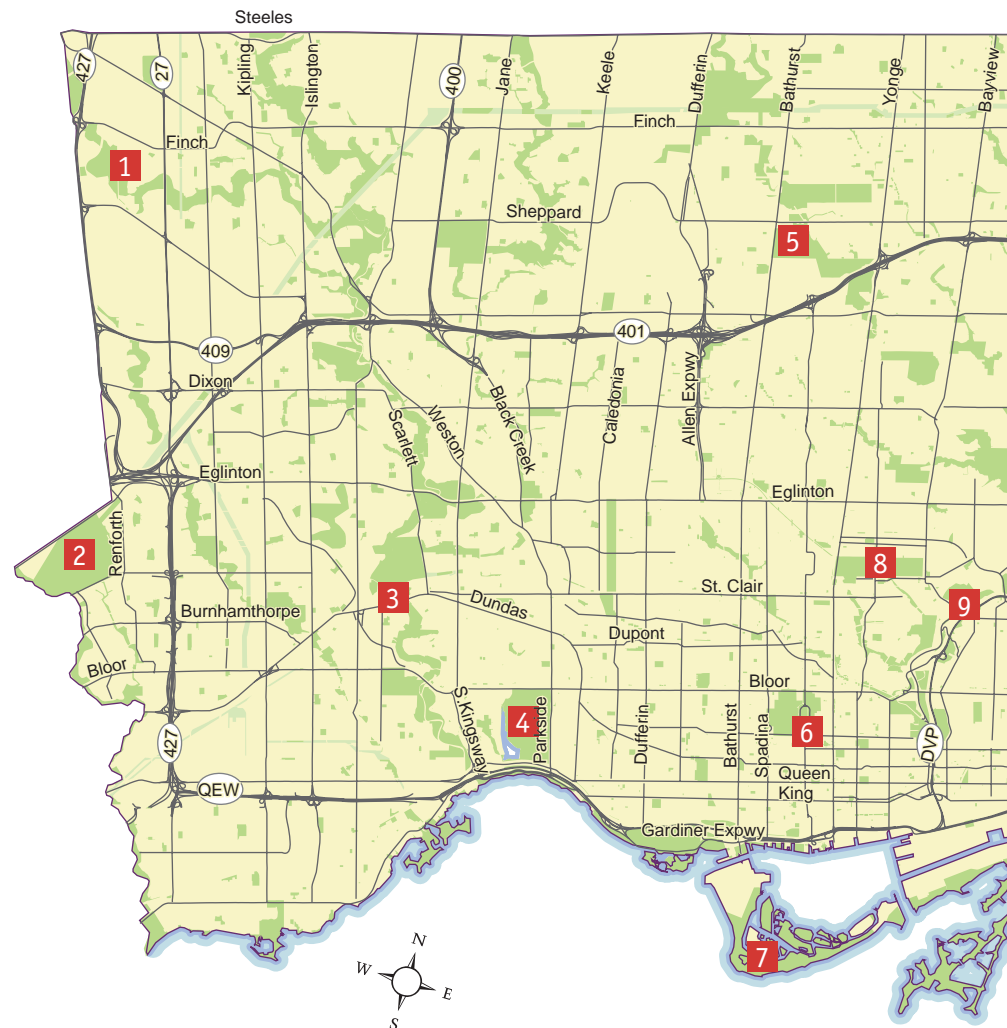 Steeles
427
27
Kipling
Islington
400
Jane
Keele
Dufferin
Bathurst
Yonge
Bayview
Finch
Finch
1
Sheppard
5
401
409
Dixon
Scarlett
Weston
Black Creek
Caledonia
Allen Expwy
Eglinton
Eglinton
2
Renforth
3
8
St. Clair
9
Burnhamthorpe
Dundas
Dupont
Bloor
Bloor
S.Kingsway
4
Parkside
Dufferin
Bathurst
Spadina
6
DVP
427
Queen
King
QEW
Gardiner Expwy
7
N
W
E
S